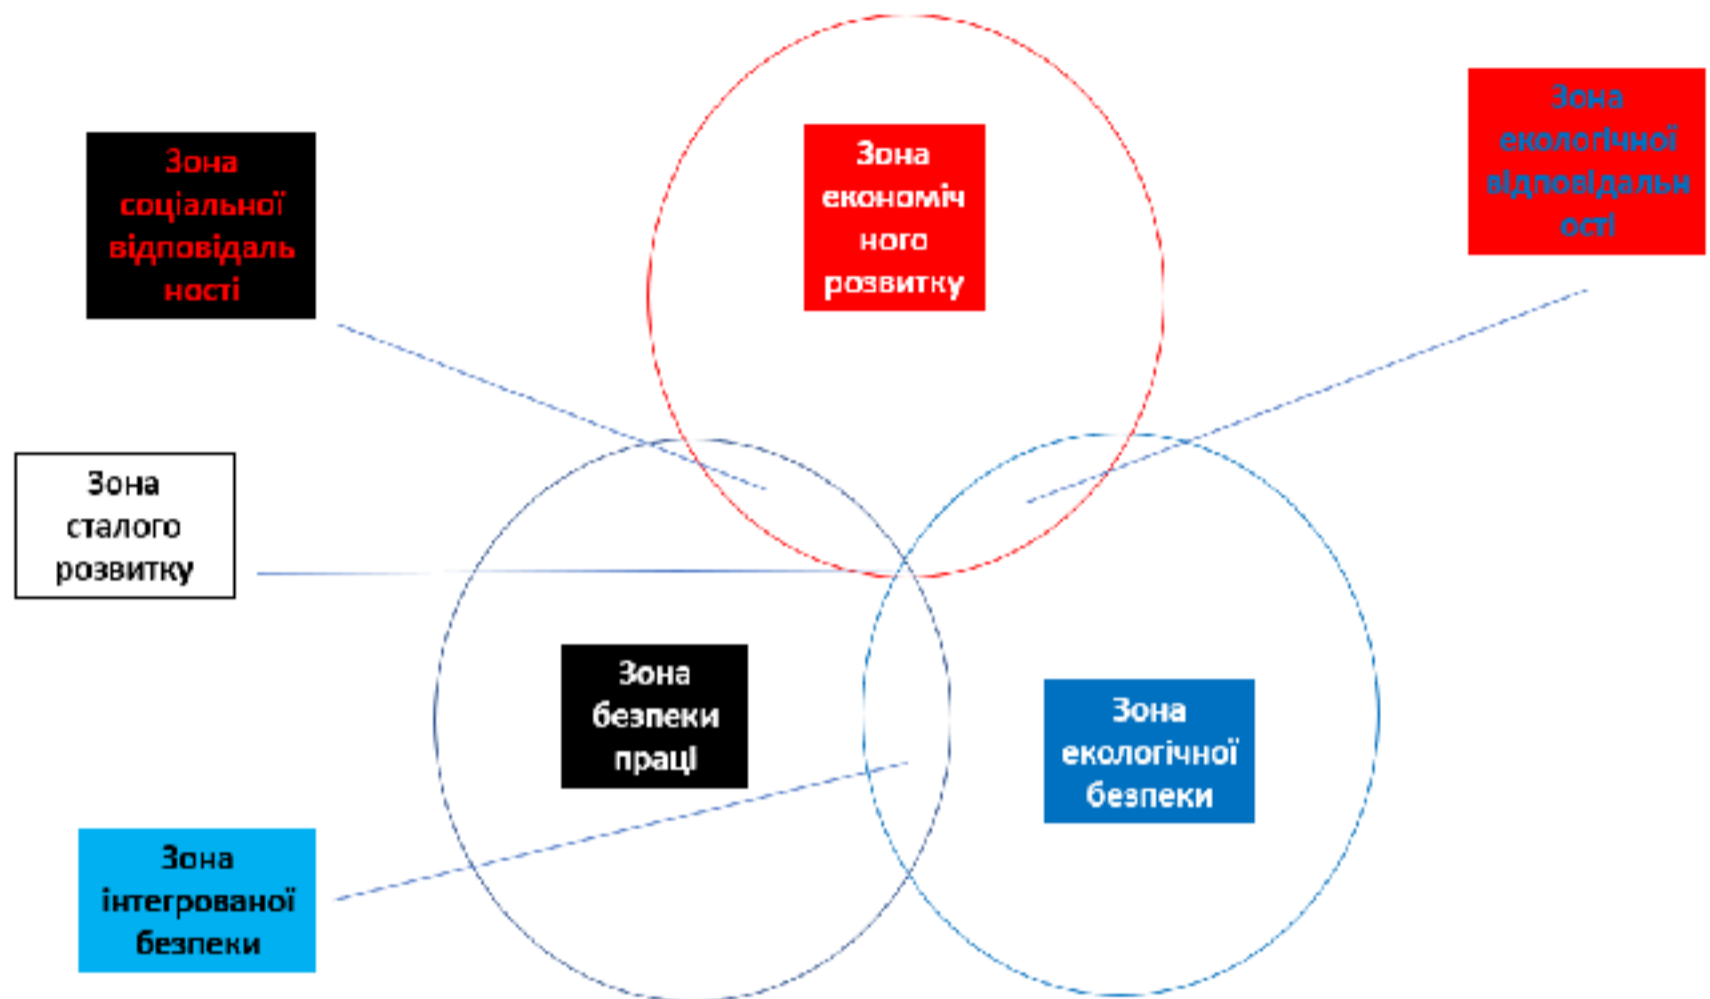 Зона
соціальної
відповідаль
ності
Зона
економіч
ного
розвитку
Зона
екологічної
відповідальн
ості
Зона
сталого
розвитку
Зона
безпеки
праці
Зона
екологічної
безпеки
Зона
інтегрованої
безпеки